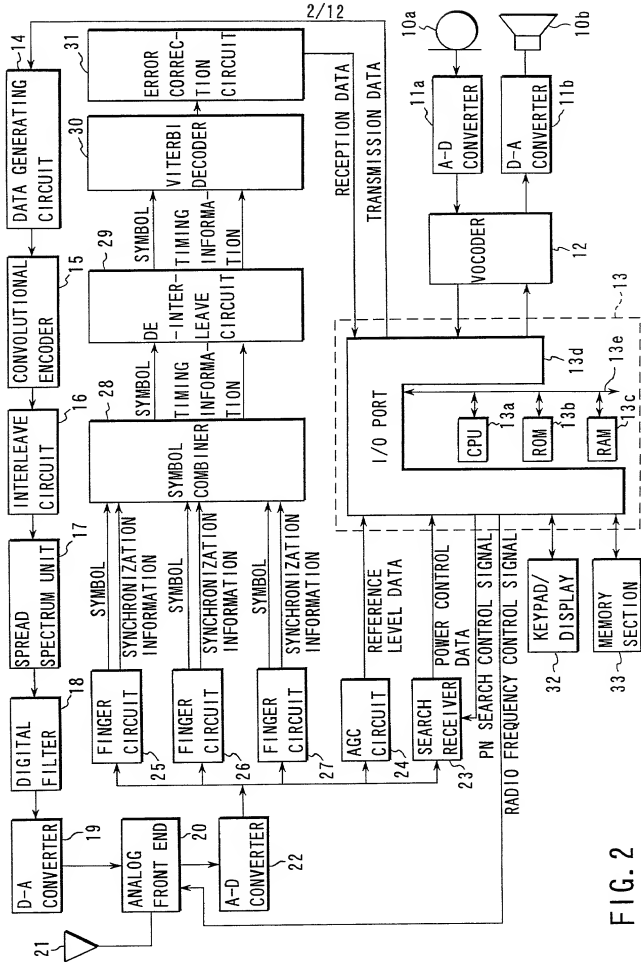 2/12
14
DATA GENERATING
CIRCUIT
15
CONVOLUTIONAL
ENCODER
16
INTERLEAVE
CIRCUIT
17
SPREAD
SPECTRUM UNIT
18
DIGITAL
FILTER
19
D-A
CONVERTER
20
ANALOG
FRONT END
21
22
A-D
CONVERTER
31
ERROR
CORREC-
TION
CIRCUIT
30
VITERBI
DECODER
SYMBOL
TIMING
INFORMA-
TION
29
DE
-INTER-
LEAVE
CIRCUIT
SYMBOL
TIMING
INFORMA-
TION
28
SYMBOL
COMBINER
SYMBOL
SYNCHRONIZATION
INFORMATION
SYMBOL
SYNCHRONIZATION
INFORMATION
SYMBOL
SYNCHRONIZATION
INFORMATION
FINGER
CIRCUIT
25
FINGER
CIRCUIT
26
FINGER
CIRCUIT
27
AGC
CIRCUIT
24
SEARCH
RECEIVER
23
RECEPTION DATA
TRANSMISSION DATA
REFERENCE
LEVEL DATA
POWER CONTROL
DATA
PN SEARCH CONTROL SIGNAL
RADIO FREQUENCY CONTROL SIGNAL
10a
10b
11a
A-D
CONVERTER
11b
D-A
CONVERTER
VOCODER
12
13
I/O PORT
13d
13e
CPU
13a
ROM
13b
RAM
13c
KEYPAD/
DISPLAY
32
MEMORY
SECTION
33
FIG. 2